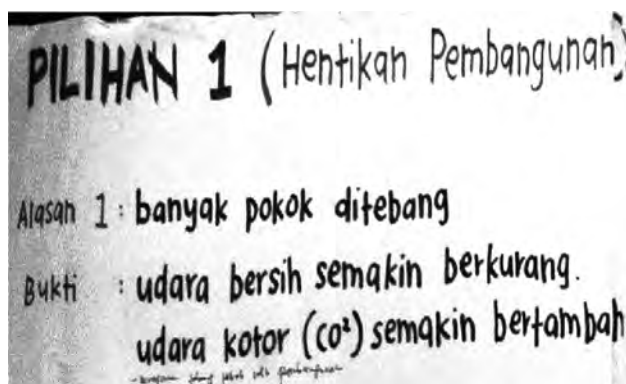 PILIHAN 1 (Hentikan Pembangunan)
Alasan 1 : banyak pokok ditebang
Bukti : udara bersih semakin berkurang.
udara kotor (CO²) semakin bertambah